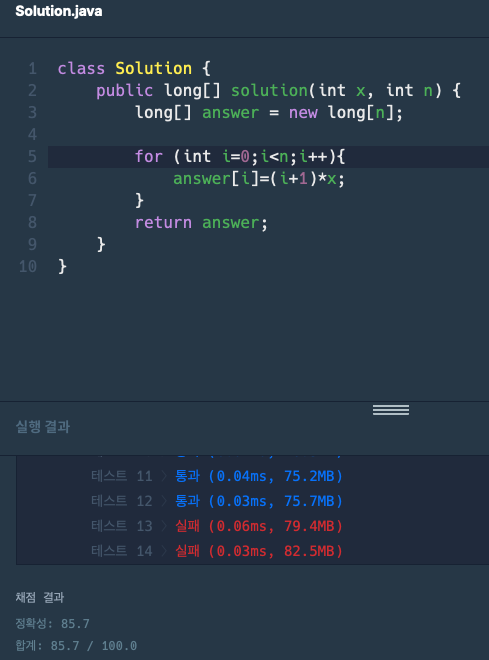 Solution.java
1 class Solution {
2 public long[] solution(int x, int n) {
3 long[] answer = new long[n];
4
5 for (int i=0;i<n;i++){
6 answer[i]=(i+1)*x;
7 }
8 return answer;
9 }
10 }
실행 결과
테스트 11 〉 통과 (0.04ms, 75.2MB)
테스트 12 〉 통과 (0.03ms, 75.7MB)
테스트 13 〉 실패 (0.06ms, 79.4MB)
테스트 14 〉 실패 (0.03ms, 82.5MB)
채점 결과
정확성: 85.7
합계: 85.7 / 100.0